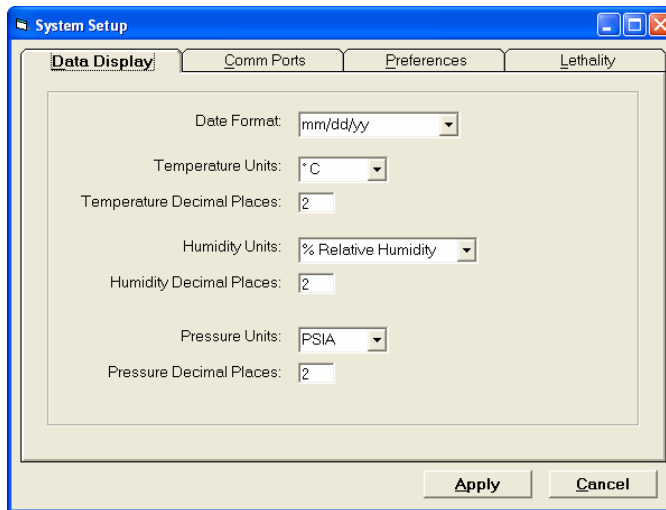 System Setup
Data Display
Comm Ports
Preferences
Lethality
Date Format: mm/dd/yy
Temperature Units: ° C
Temperature Decimal Places: 2
Humidity Units: % Relative Humidity
Humidity Decimal Places: 2
Pressure Units: PSIA
Pressure Decimal Places: 2
Apply
Cancel